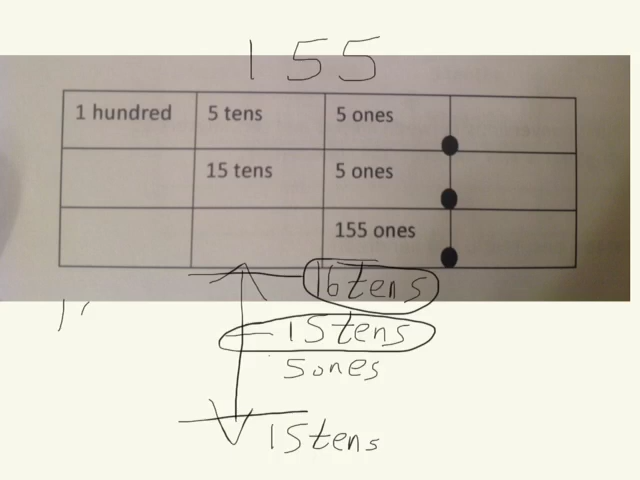 155
1 hundred 5 tens 5 ones
15 tens 5 ones
155 ones
16 tens
15 tens
5 ones
15 tens